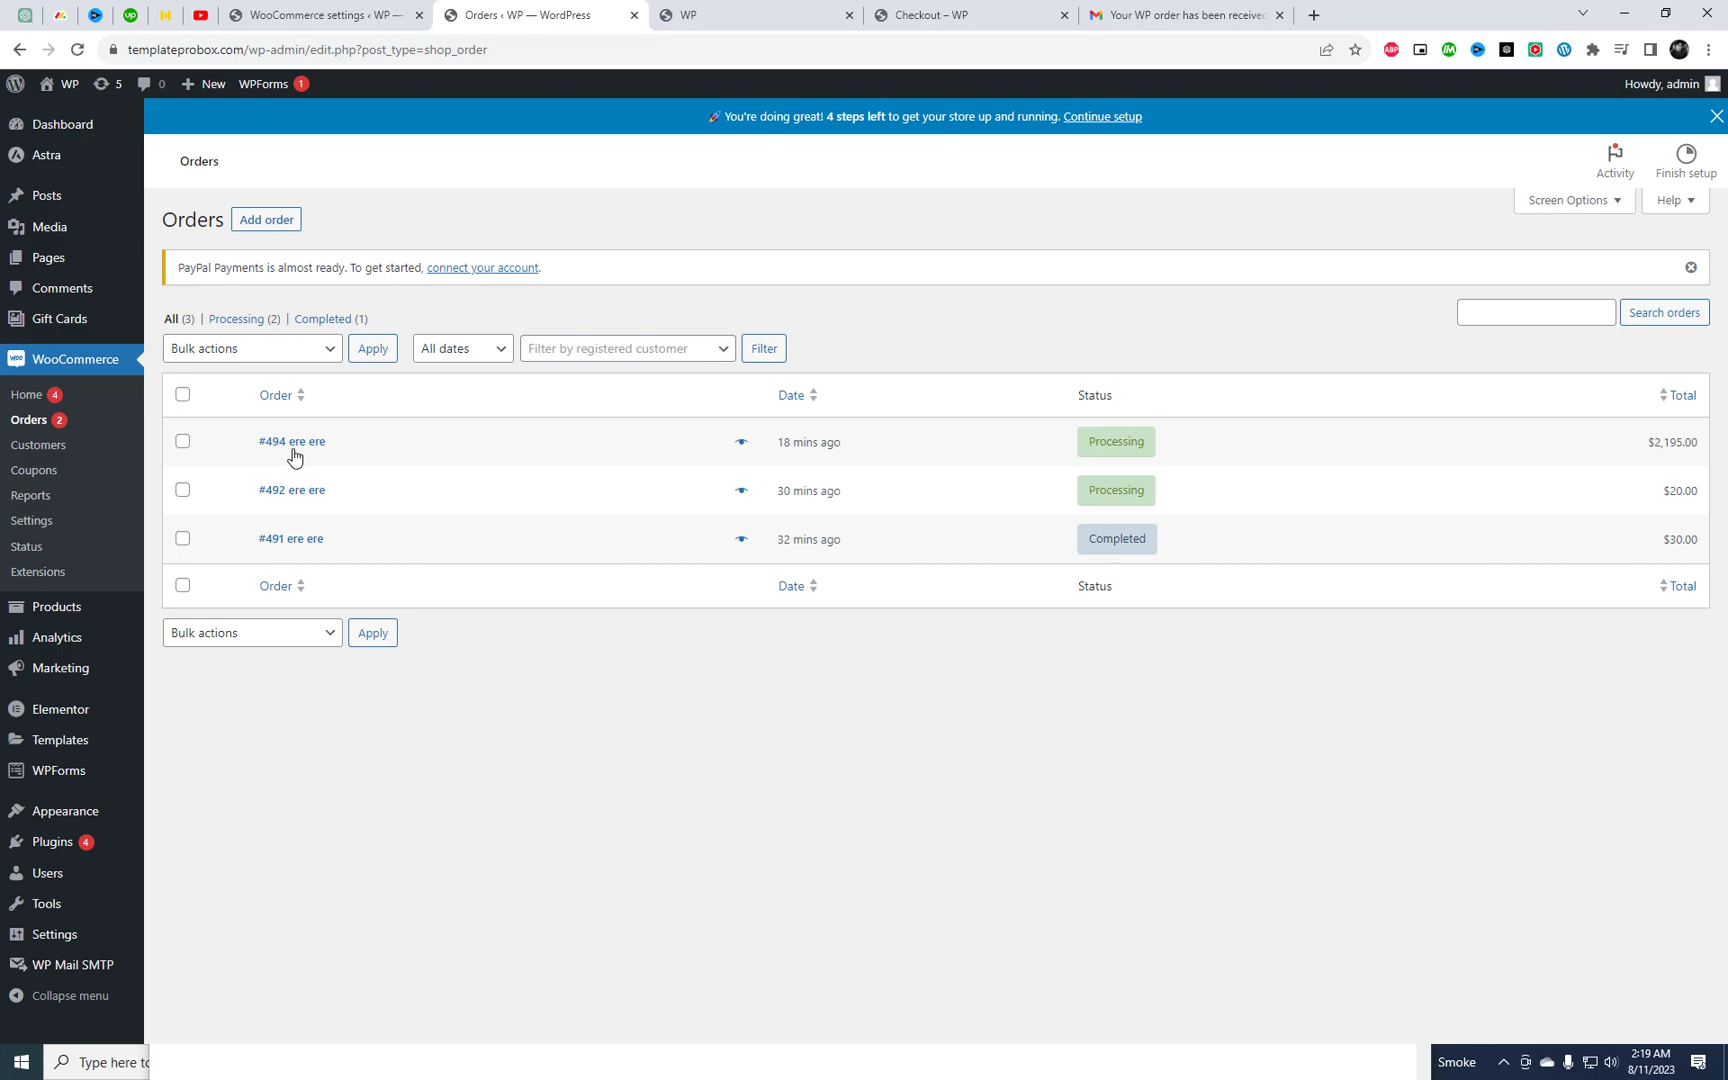 WooCommerce settings ‹ WP —
Orders ‹ WP — WordPress
WP
Checkout – WP
Your WP order has been received
templateprobox.com/wp-admin/edit.php?post_type=shop_order
WP
5
0
New
WPForms 1
Howdy, admin
Dashboard
Astra
Posts
Media
Pages
Comments
Gift Cards
WooCommerce
Home 4
Orders 2
Customers
Coupons
Reports
Settings
Status
Extensions
Products
Analytics
Marketing
Elementor
Templates
WPForms
Appearance
Plugins 4
Users
Tools
Settings
WP Mail SMTP
Collapse menu
🚀 You're doing great! 4 steps left to get your store up and running. Continue setup
Orders
Activity
Finish setup
Screen Options
Help
Orders
Add order
PayPal Payments is almost ready. To get started, connect your account.
All (3) | Processing (2) | Completed (1)
Search orders
Bulk actions
Apply
All dates
Filter by registered customer
Filter
Order
Date
Status
Total
#494 ere ere
18 mins ago
Processing
$2,195.00
#492 ere ere
30 mins ago
Processing
$20.00
#491 ere ere
32 mins ago
Completed
$30.00
Order
Date
Status
Total
Bulk actions
Apply
Type here to
Smoke
2:19 AM
8/11/2023